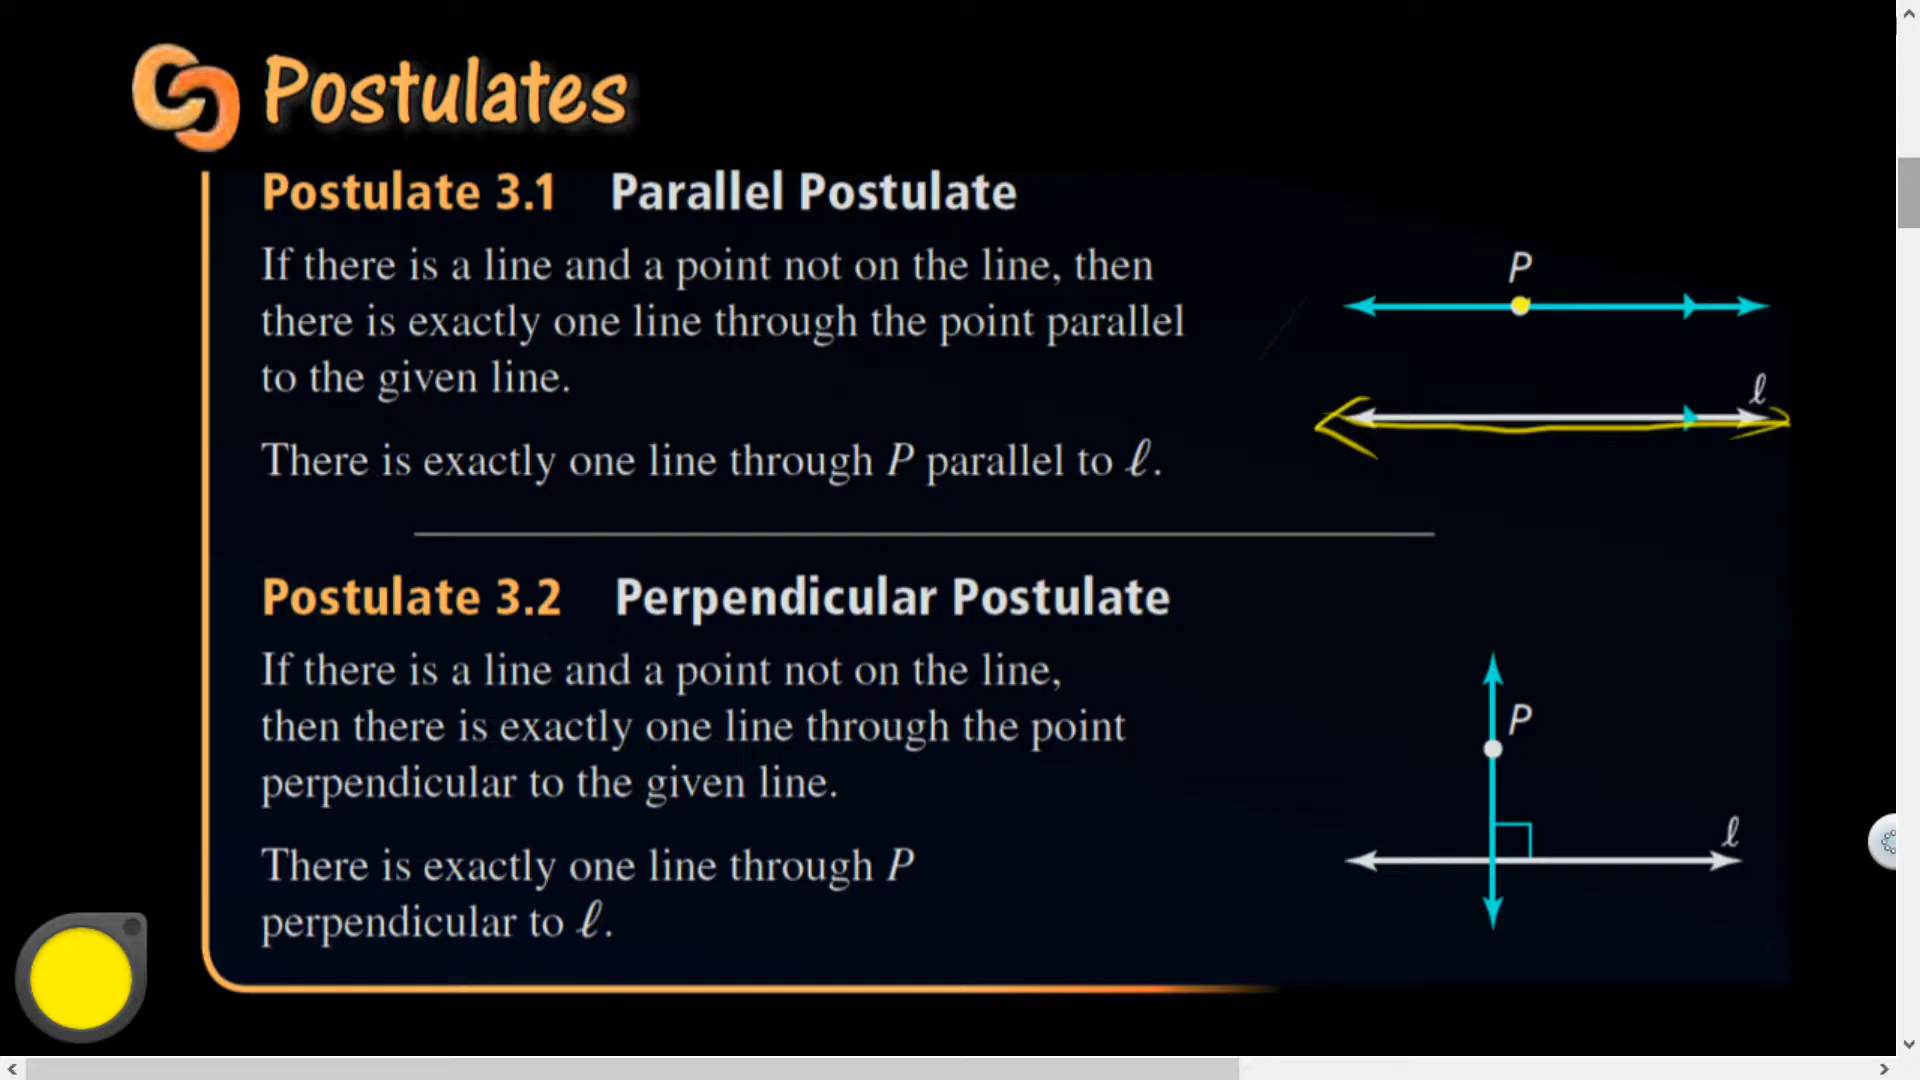 Postulates
Postulate 3.1 Parallel Postulate
If there is a line and a point not on the line, then
there is exactly one line through the point parallel
to the given line.
There is exactly one line through P parallel to ℓ.
P
ℓ
Postulate 3.2 Perpendicular Postulate
If there is a line and a point not on the line,
then there is exactly one line through the point
perpendicular to the given line.
There is exactly one line through P
perpendicular to ℓ.
P
ℓ